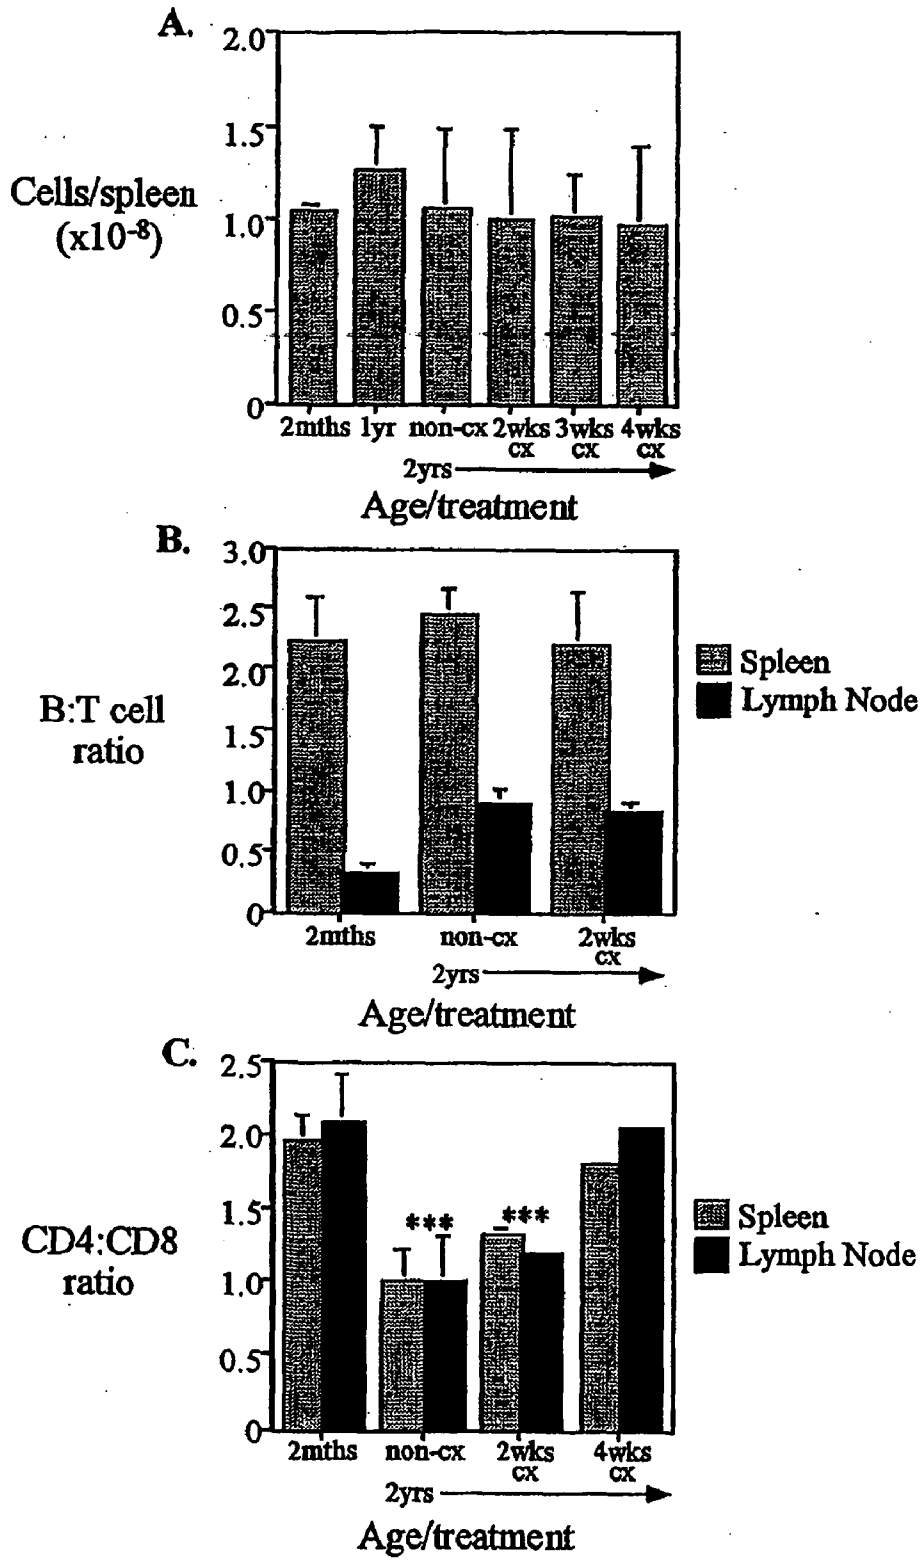 A.
2.0
1.5
1.0
0.5
0
Cells/spleen
(x10-8)
2mths 1yr non-cx 2wks 3wks 4wks
cx cx cx
2yrs
Age/treatment
B.
3.0
2.5
2.0
1.5
1.0
0.5
0
B:T cell
ratio
Spleen
Lymph Node
2mths non-cx 2wks
cx
2yrs
Age/treatment
C.
2.5
2.0
1.5
1.0
0.5
0
CD4:CD8
ratio
*** ***
Spleen
Lymph Node
2mths non-cx 2wks 4wks
cx cx
2yrs
Age/treatment